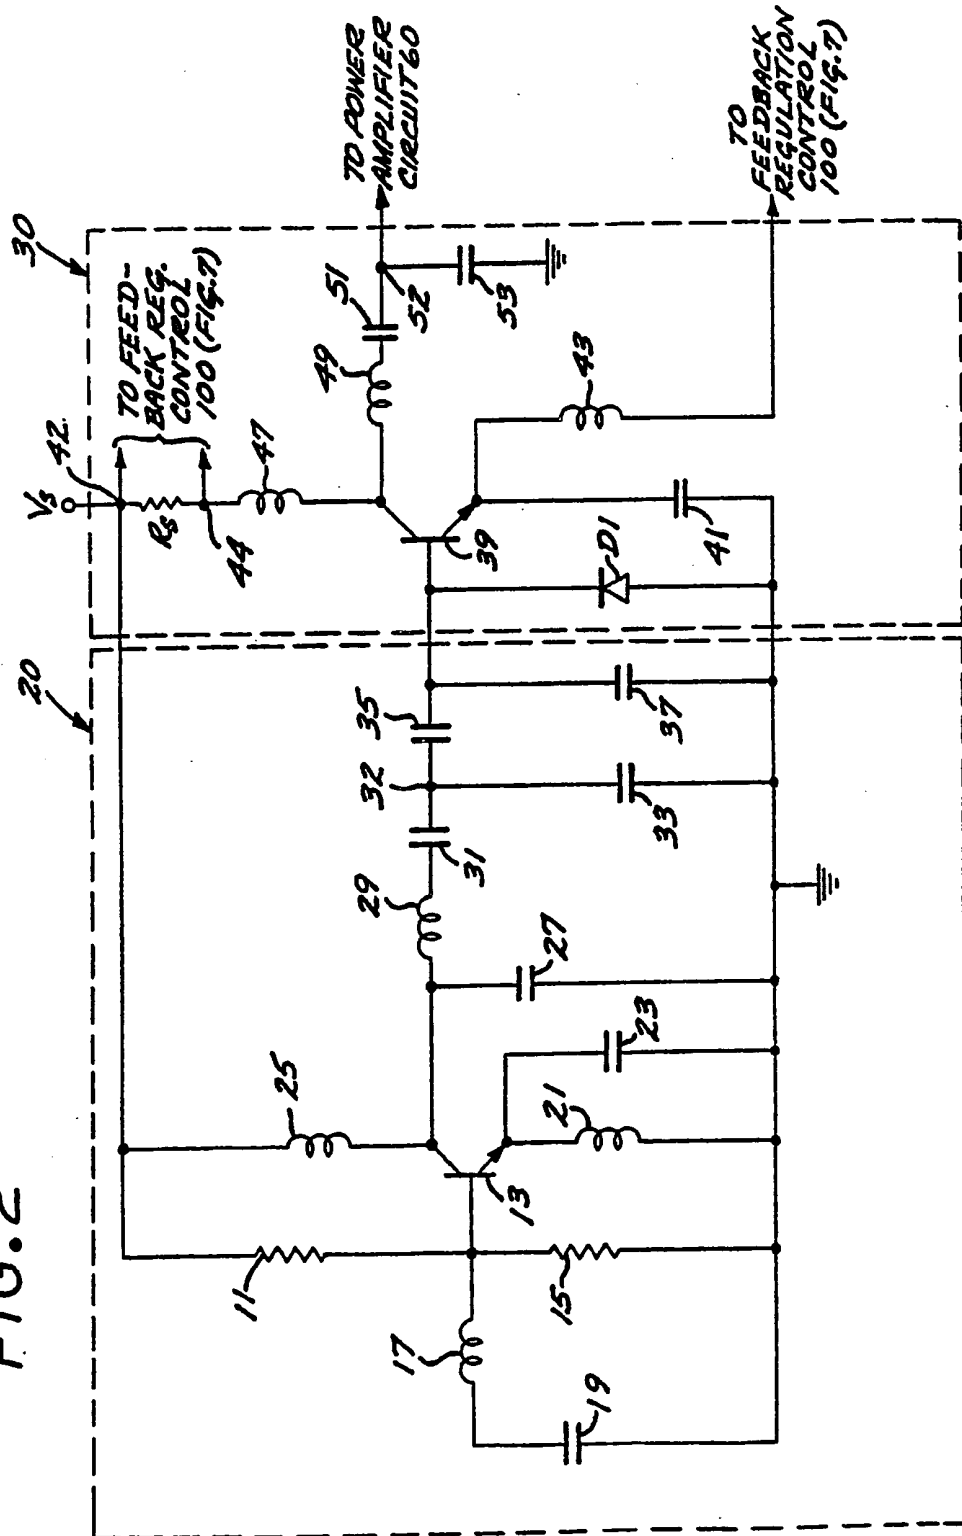 FIG. 2
20
30
Vs
42
TO FEED-
BACK REG.
CONTROL
100 (FIG. 7)
Rs
44
47
49
51
52
53
TO POWER
AMPLIFIER
CIRCUIT 60
39
43
D1
41
TO
FEEDBACK
REGULATION
CONTROL
100 (FIG. 7)
25
29
31
32
35
37
33
27
23
21
13
11
15
17
19